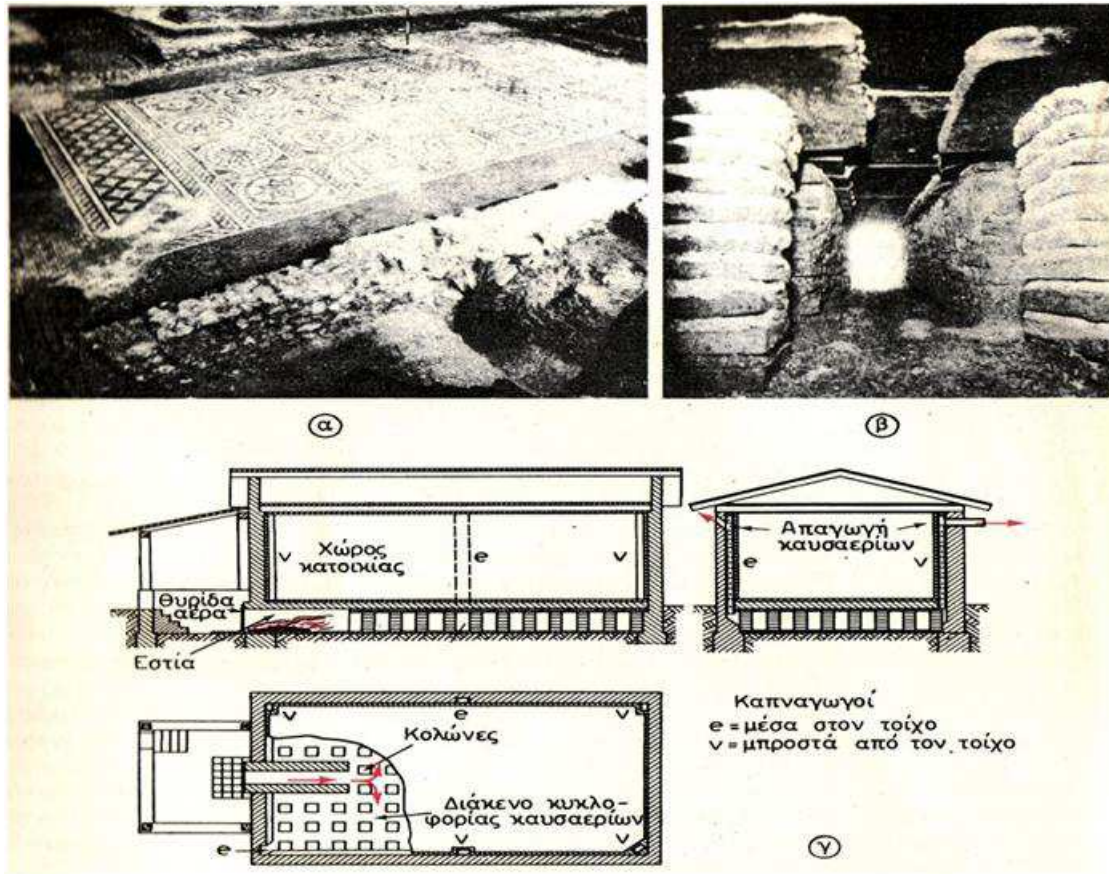 α
β
Χώρος
κατοικίας
v
e
v
Θυρίδα
αέρα
Εστία
Απαγωγή
καυσαερίων
e
v
v
e
v
Κολώνες
Διάκενο κυκλο-
φορίας καυσαερίων
e
v
Καπναγωγοί
e = μέσα στον τοίχο
v = μπροστά από τον τοίχο
γ